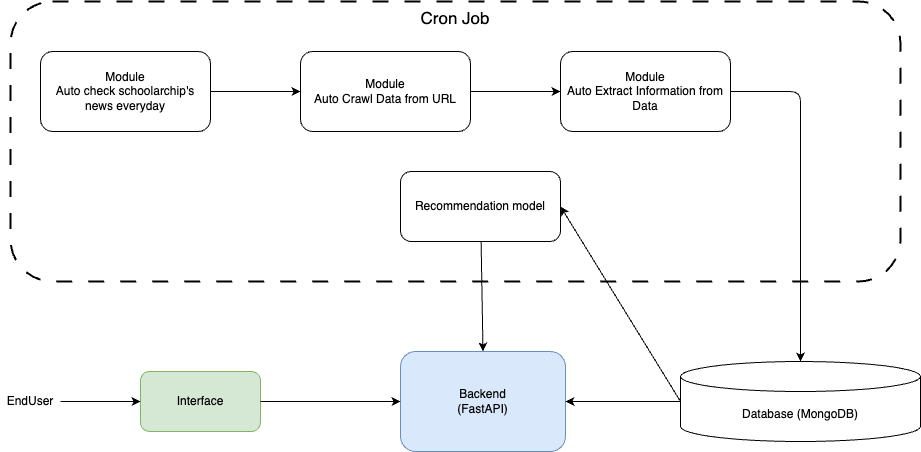 Cron Job
Module
Auto check schoolarchip's
news everyday
Module
Auto Crawl Data from URL
Module
Auto Extract Information from
Data
Recommendation model
EndUser
Interface
Backend
(FastAPI)
Database (MongoDB)